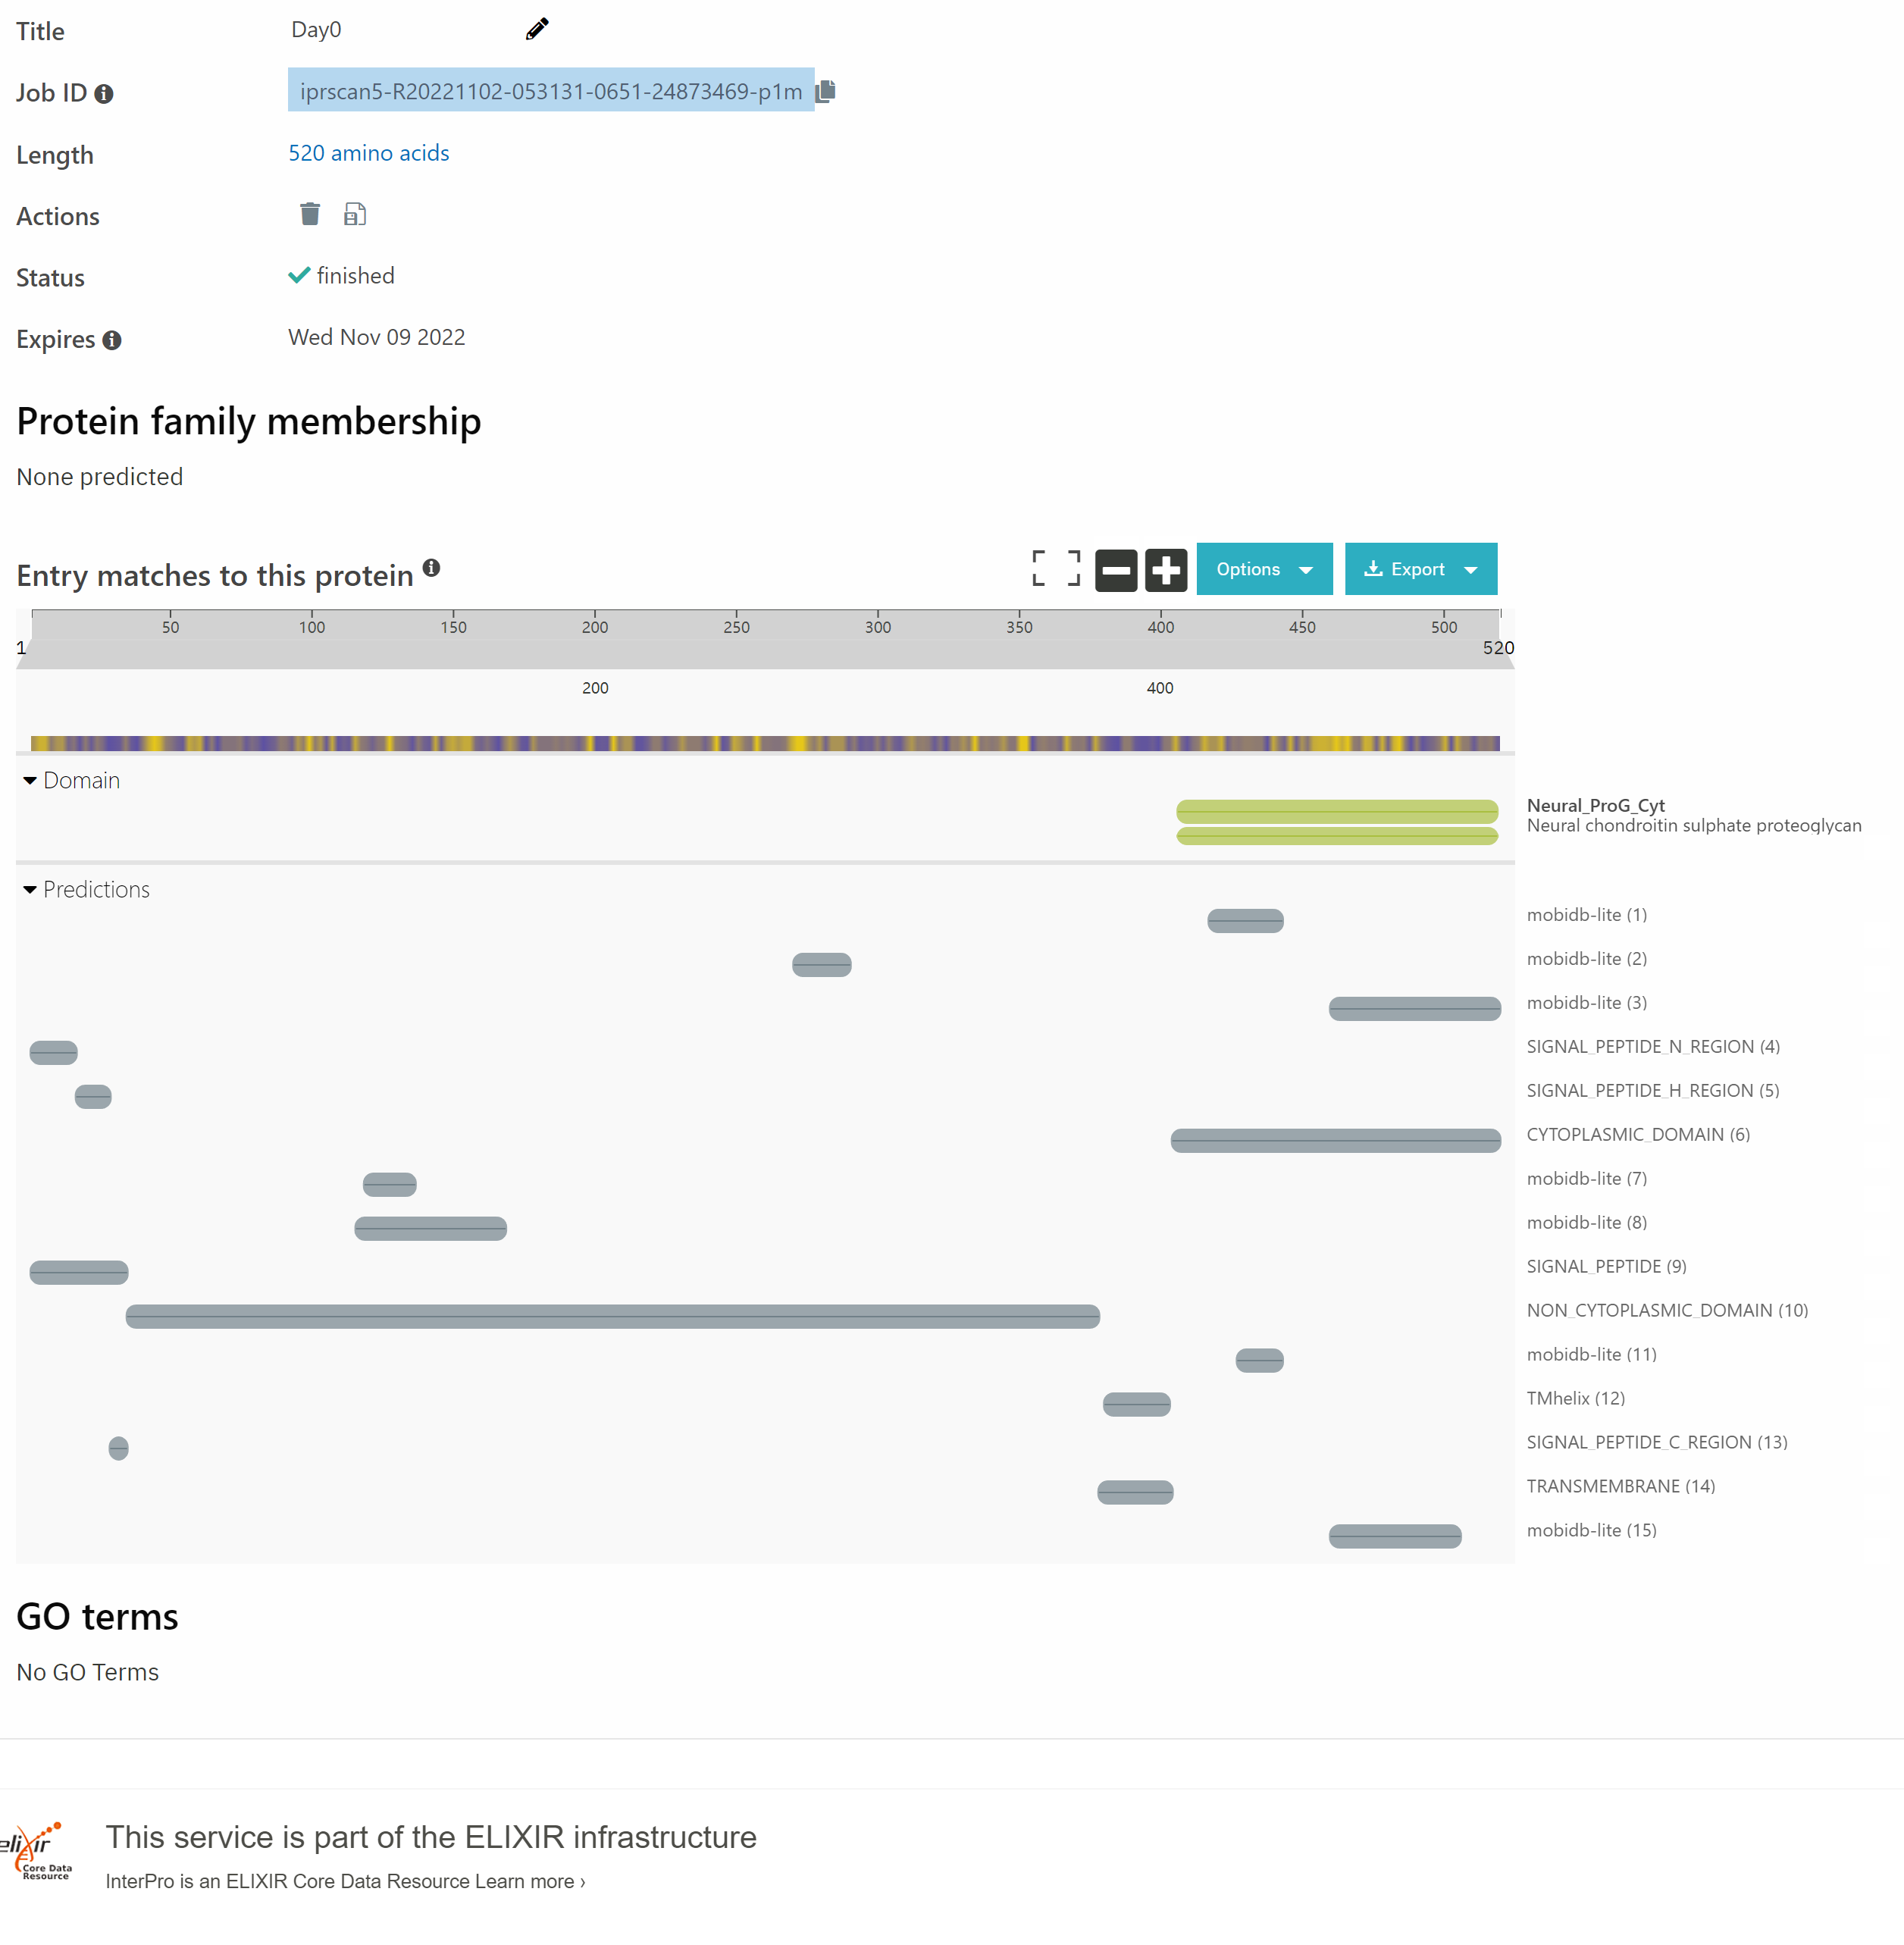 Title Day0
Job ID iprscan5-R20221102-053131-0651-24873469-p1m
Length 520 amino acids
Actions
Status finished
Expires Wed Nov 09 2022
Protein family membership
None predicted
Entry matches to this protein
Options Export
50 100 150 200 250 300 350 400 450 500
1 520
200 400
Domain
Neural_ProG_Cyt
Neural chondroitin sulphate proteoglycan
Predictions
mobidb-lite (1)
mobidb-lite (2)
mobidb-lite (3)
SIGNAL_PEPTIDE_N_REGION (4)
SIGNAL_PEPTIDE_H_REGION (5)
CYTOPLASMIC_DOMAIN (6)
mobidb-lite (7)
mobidb-lite (8)
SIGNAL_PEPTIDE (9)
NON_CYTOPLASMIC_DOMAIN (10)
mobidb-lite (11)
TMhelix (12)
SIGNAL_PEPTIDE_C_REGION (13)
TRANSMEMBRANE (14)
mobidb-lite (15)
GO terms
No GO Terms
elixir
Core Data
Resource
This service is part of the ELIXIR infrastructure
InterPro is an ELIXIR Core Data Resource Learn more ›